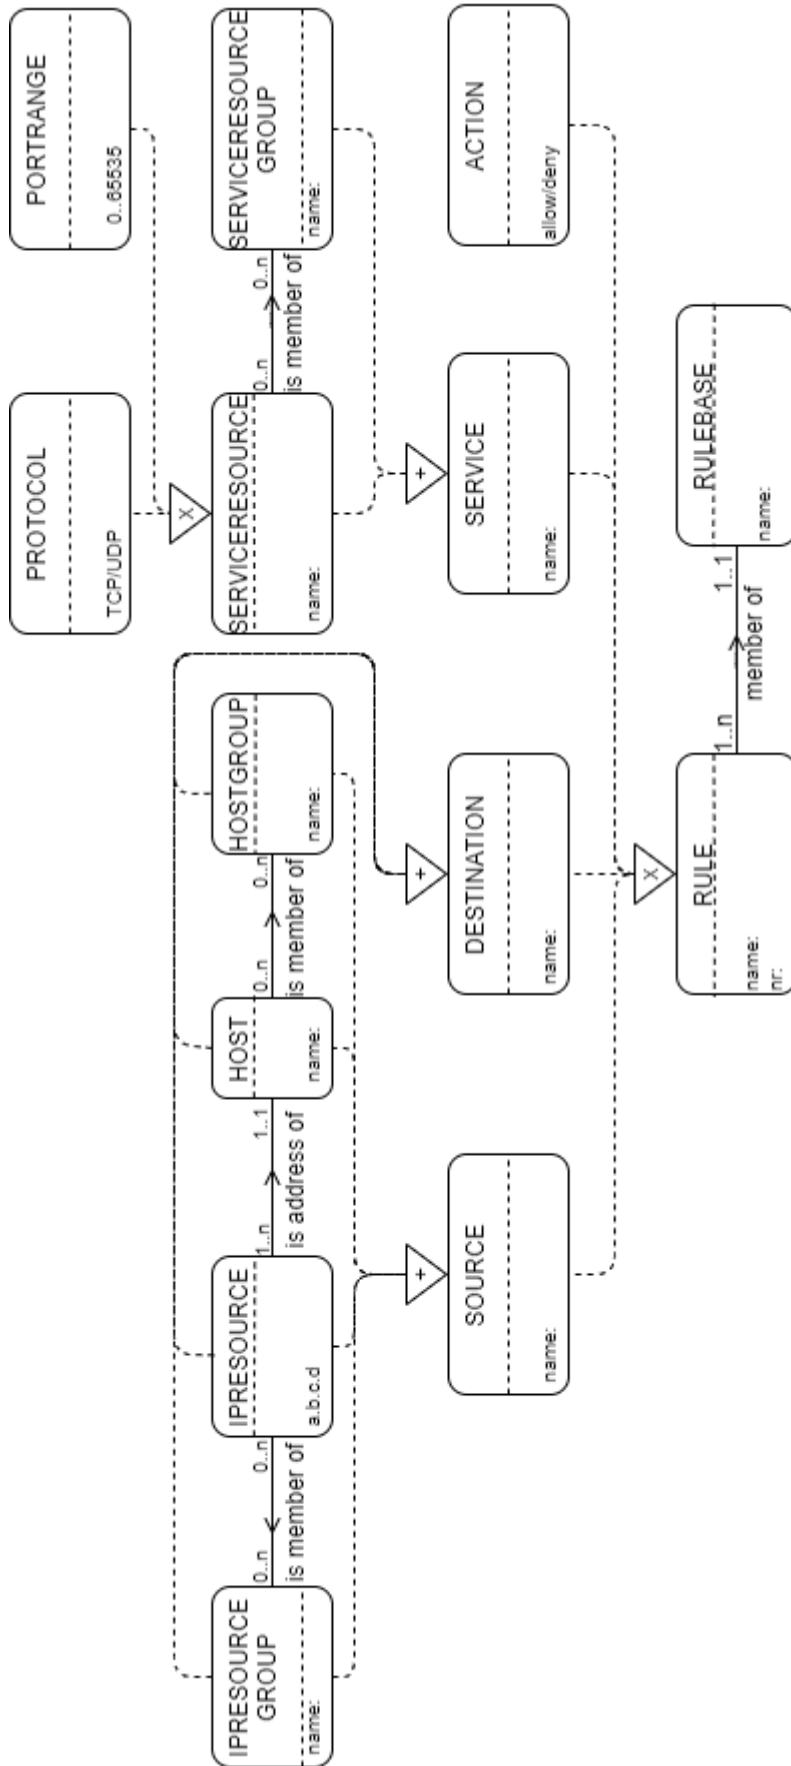 PROTOCOL
TCP/UDP
PORTRANGE
0..65535
X
IPRESOURCE
GROUP
name:
0..n
0..n
is member of
IPRESOURCE
a.b.c.d
1..n
1..1
is address of
HOST
name:
0..n
0..n
is member of
HOSTGROUP
name:
SERVICERESOURCE
name:
0..n
0..n
is member of
SERVICERESOURCE
GROUP
name:
+
+
+
SOURCE
name:
DESTINATION
name:
SERVICE
name:
ACTION
allow/deny
X
RULE
name:
nr:
1..n
1..1
member of
RULEBASE
name: